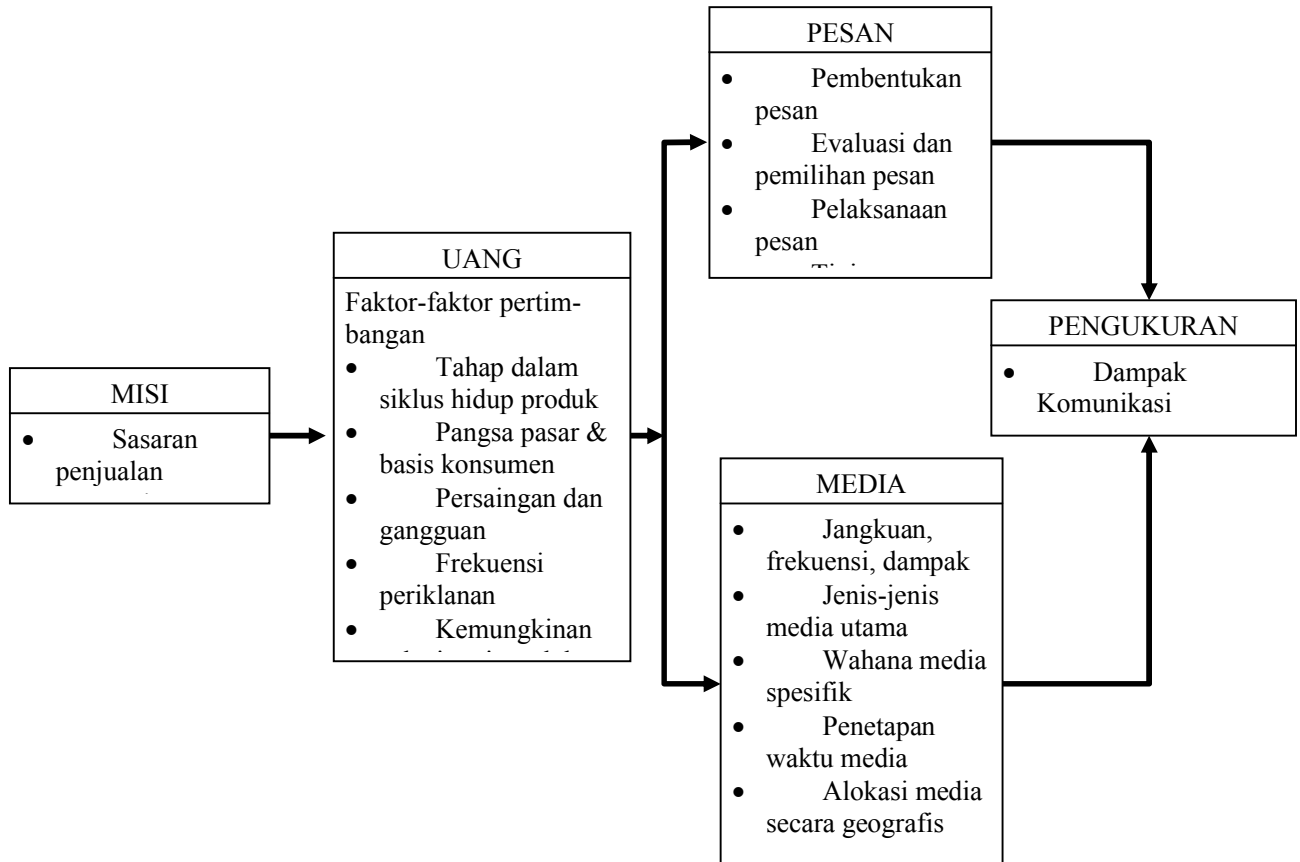 MISI
• Sasaran
penjualan
UANG
Faktor-faktor pertim-
bangan
• Tahap dalam
siklus hidup produk
• Pangsa pasar &
basis konsumen
• Persaingan dan
gangguan
• Frekuensi
periklanan
• Kemungkinan
PESAN
• Pembentukan
pesan
• Evaluasi dan
pemilihan pesan
• Pelaksanaan
pesan
MEDIA
• Jangkuan,
frekuensi, dampak
• Jenis-jenis
media utama
• Wahana media
spesifik
• Penetapan
waktu media
• Alokasi media
secara geografis
PENGUKURAN
• Dampak
Komunikasi